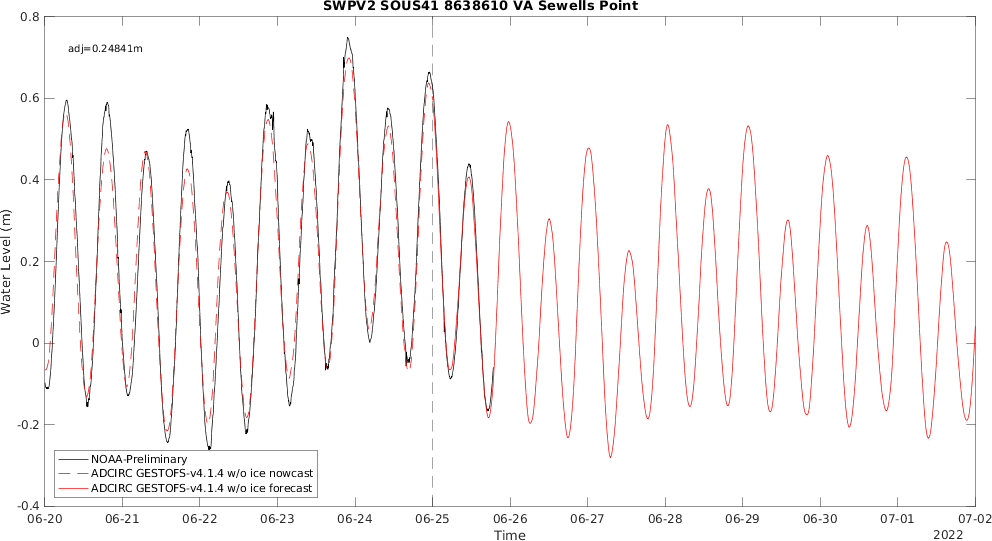 SWPV2 SOUS41 8638610 VA Sewells Point
adj=0.24841m
0.8
0.6
0.4
0.2
0
-0.2
-0.4
Water Level (m)
NOAA-Preliminary
ADCIRC GESTOFS-v4.1.4 w/o ice nowcast
ADCIRC GESTOFS-v4.1.4 w/o ice forecast
06-20 06-21 06-22 06-23 06-24 06-25 06-26 06-27 06-28 06-29 06-30 07-01 07-02
Time
2022